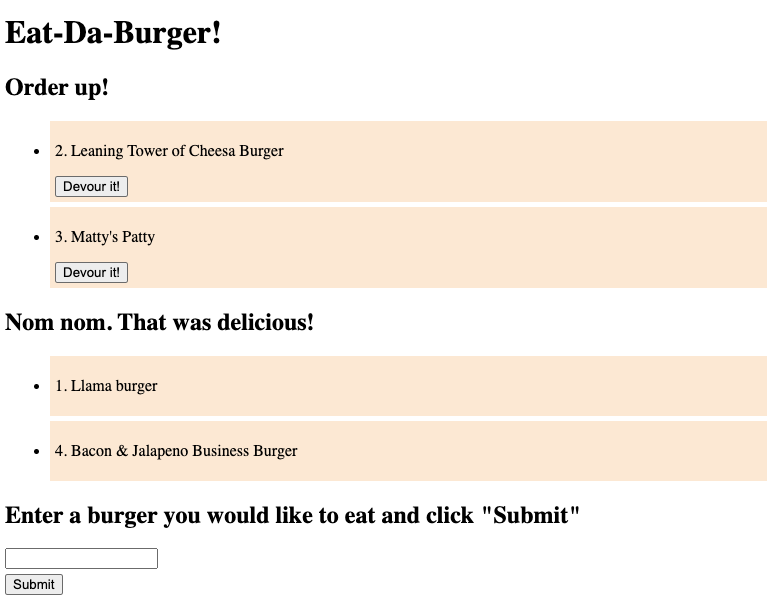 Eat-Da-Burger!
Order up!
2. Leaning Tower of Cheesa Burger
Devour it!
3. Matty's Patty
Devour it!
Nom nom. That was delicious!
1. Llama burger
4. Bacon & Jalapeno Business Burger
Enter a burger you would like to eat and click "Submit"
Submit